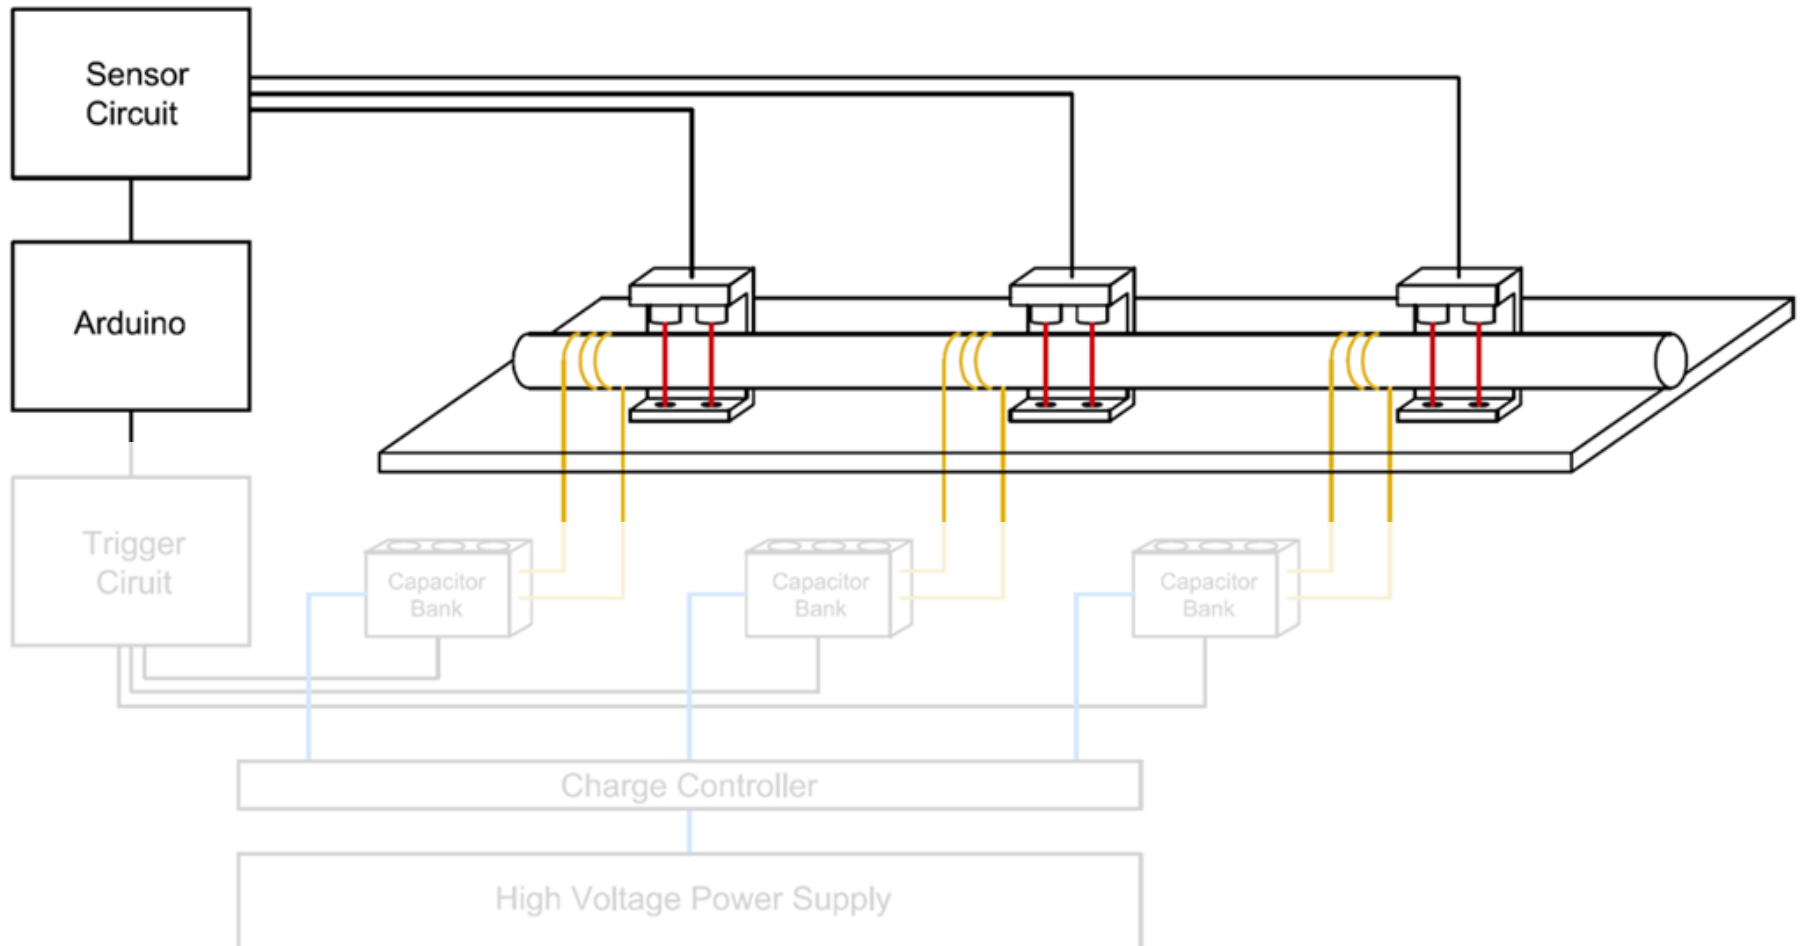 Sensor
Circuit
Arduino
Trigger
Ciruit
Capacitor
Bank
Capacitor
Bank
Capacitor
Bank
Charge Controller
High Voltage Power Supply